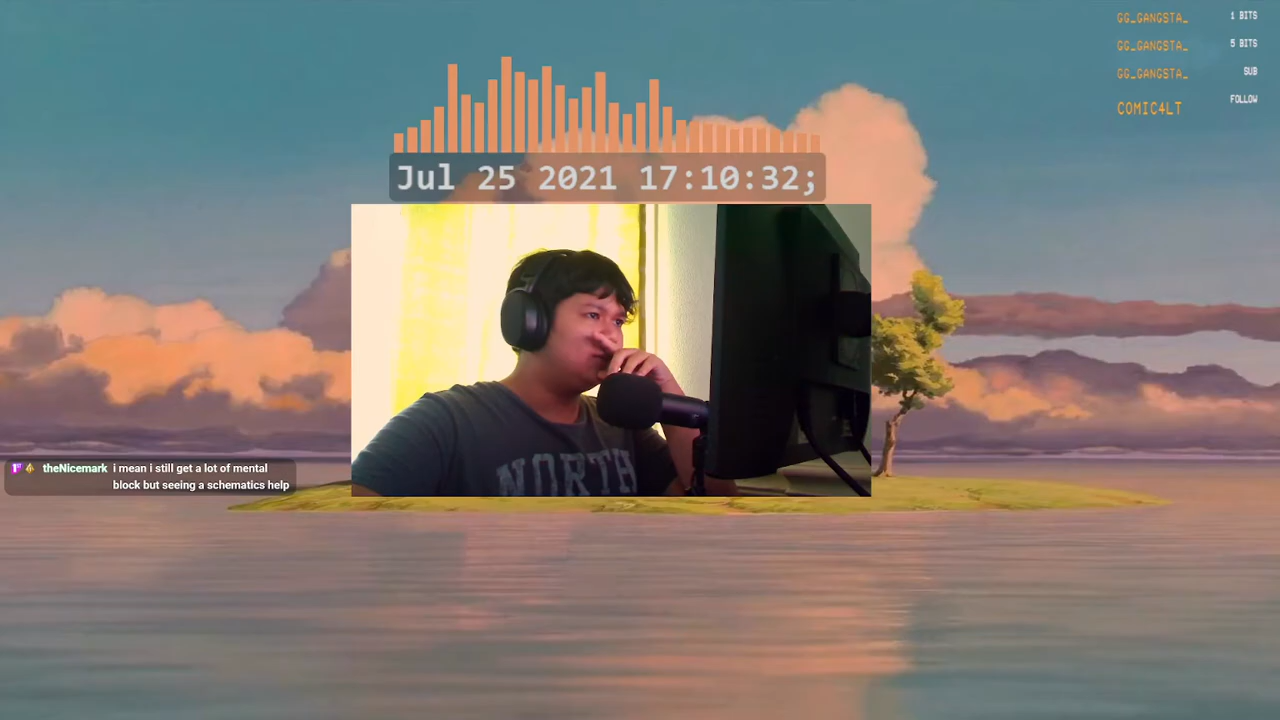 GG_GANGSTA_ 1 BITS
GG_GANGSTA_ 5 BITS
GG_GANGSTA_ SUB
COMIC4LT FOLLOW
Jul 25 2021 17:10:32;
NORTH
theNicemark i mean i still get a lot of mental
block but seeing a schematics help